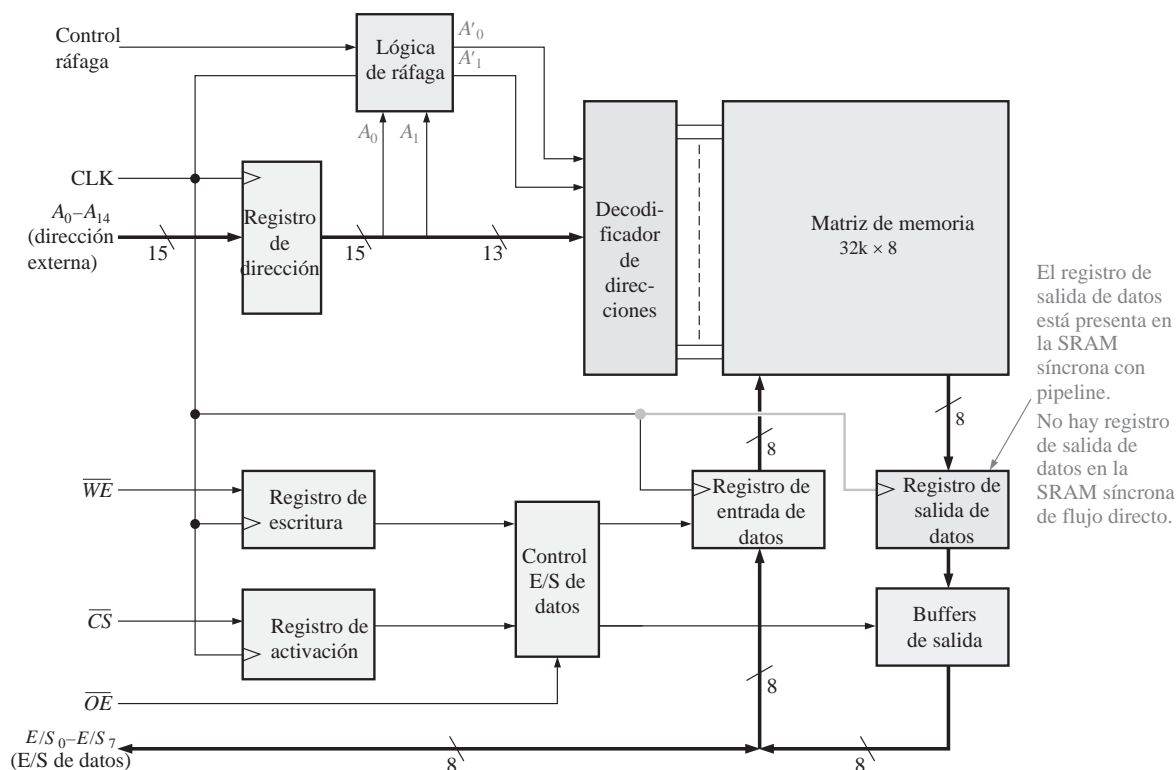 Control
ráfaga
Lógica
de ráfaga
A'0
A'1
A0
A1
CLK
A0–A14
(dirección
externa)
15
Registro
de
dirección
15
13
Decodi-
ficador
de
direc-
ciones
Matriz de memoria
32k × 8
El registro de
salida de datos
está presenta en
la SRAM
síncrona con
pipeline.
No hay registro
de salida de
datos en la
SRAM síncrona
de flujo directo.
8
8
WE
Registro de
escritura
Control
E/S de
datos
Registro de
entrada de
datos
Registro de
salida de
datos
CS
Registro de
activación
Buffers
de salida
OE
8
E/S0–E/S7
(E/S de datos)
8
8